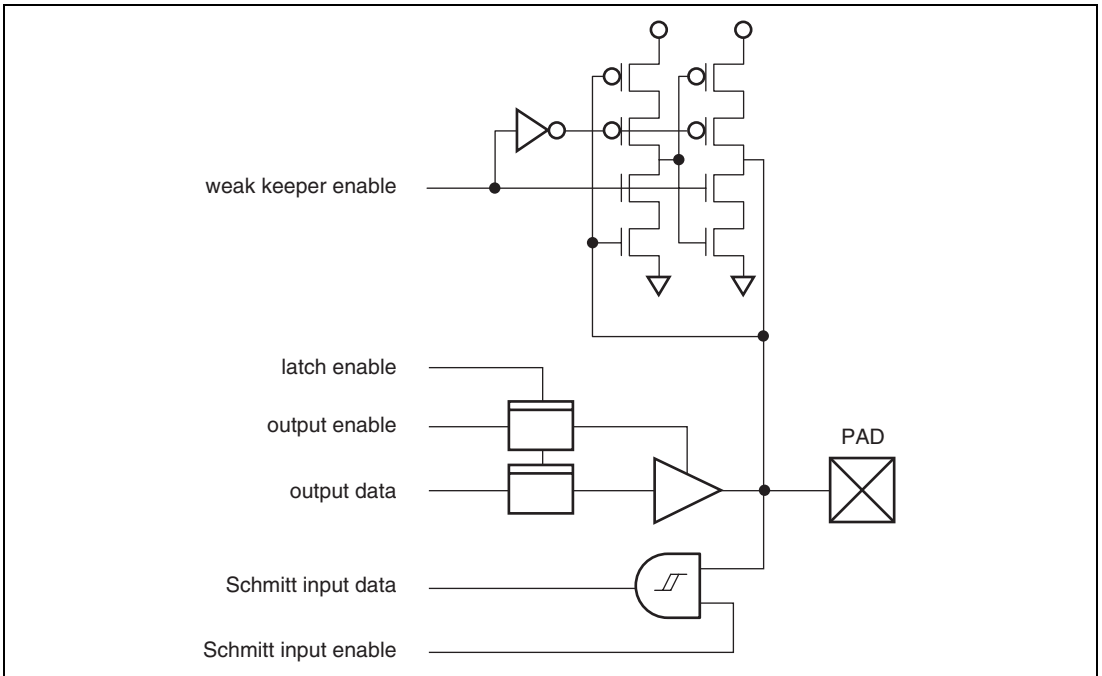 weak keeper enable
latch enable
output enable
PAD
output data
Schmitt input data
Schmitt input enable